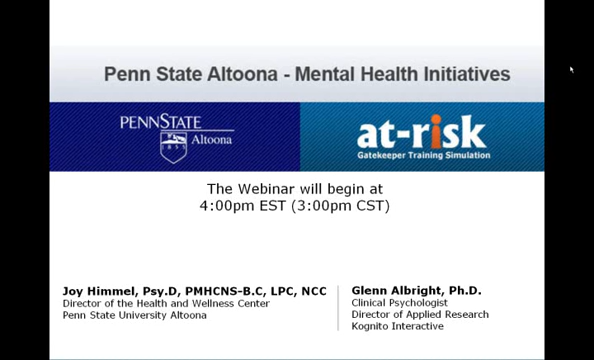 Penn State Altoona - Mental Health Initiatives
PENNSTATE
Altoona
1855
at-risk
Gatekeeper Training Simulation
The Webinar will begin at
4:00pm EST (3:00pm CST)
Joy Himmel, Psy.D, PMHCNS-B.C, LPC, NCC
Director of the Health and Wellness Center
Penn State University Altoona
Glenn Albright, Ph.D.
Clinical Psychologist
Director of Applied Research
Kognito Interactive